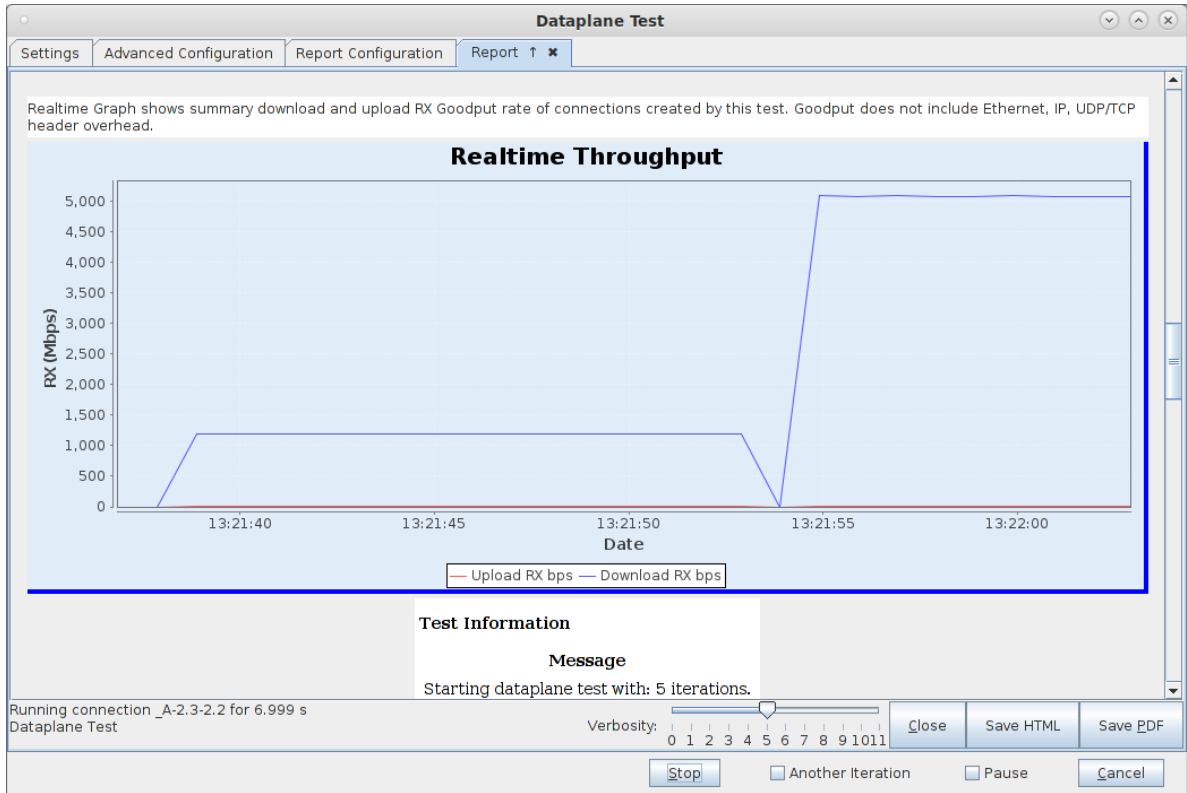 Dataplane Test
Settings Advanced Configuration Report Configuration Report ↑ ✖
Realtime Graph shows summary download and upload RX Goodput rate of connections created by this test. Goodput does not include Ethernet, IP, UDP/TCP
header overhead.
Realtime Throughput
5,000
4,500
4,000
3,500
3,000
2,500
2,000
1,500
1,000
500
0
RX (Mbps)
13:21:40 13:21:45 13:21:50 13:21:55 13:22:00
Date
Upload RX bps Download RX bps
Test Information
Message
Starting dataplane test with: 5 iterations.
Running connection _A-2.3-2.2 for 6.999 s
Dataplane Test
Verbosity:
0 1 2 3 4 5 6 7 8 9 1011
Close Save HTML Save PDF
Stop Another Iteration Pause Cancel